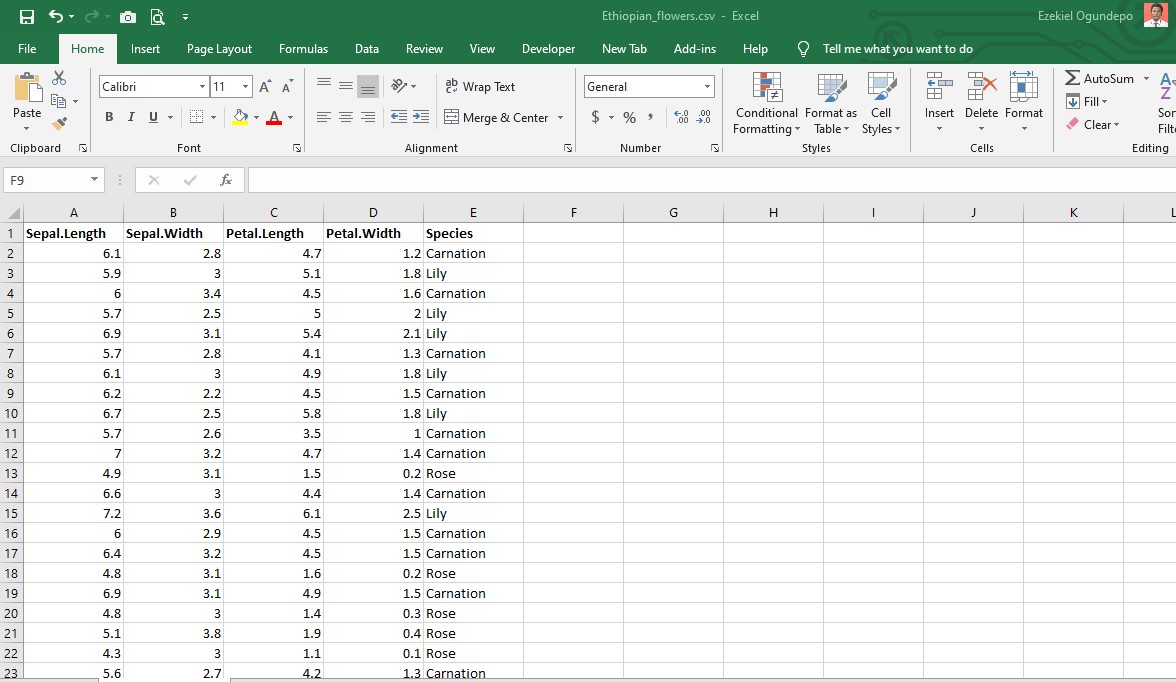 Ethiopian_flowers.csv - Excel
Ezekiel Ogundepo
File Home Insert Page Layout Formulas Data Review View Developer New Tab Add-ins Help Tell me what you want to do
Calibri 11 ab Wrap Text General AutoSum A
Paste B I U A Merge & Center $ % , Conditional Formatting Format as Table Cell Styles Insert Delete Format Fill Z
Clear
Clipboard Font Alignment Number Styles Cells Editing
F9 fx
A B C D E F G H I J K L
1 Sepal.Length Sepal.Width Petal.Length Petal.Width Species
2 6.1 2.8 4.7 1.2 Carnation
3 5.9 3 5.1 1.8 Lily
4 6 3.4 4.5 1.6 Carnation
5 5.7 2.5 5 2 Lily
6 6.9 3.1 5.4 2.1 Lily
7 5.7 2.8 4.1 1.3 Carnation
8 6.1 3 4.9 1.8 Lily
9 6.2 2.2 4.5 1.5 Carnation
10 6.7 2.5 5.8 1.8 Lily
11 5.7 2.6 3.5 1 Carnation
12 7 3.2 4.7 1.4 Carnation
13 4.9 3.1 1.5 0.2 Rose
14 6.6 3 4.4 1.4 Carnation
15 7.2 3.6 6.1 2.5 Lily
16 6 2.9 4.5 1.5 Carnation
17 6.4 3.2 4.5 1.5 Carnation
18 4.8 3.1 1.6 0.2 Rose
19 6.9 3.1 4.9 1.5 Carnation
20 4.8 3 1.4 0.3 Rose
21 5.1 3.8 1.9 0.4 Rose
22 4.3 3 1.1 0.1 Rose
23 5.6 2.7 4.2 1.3 Carnation